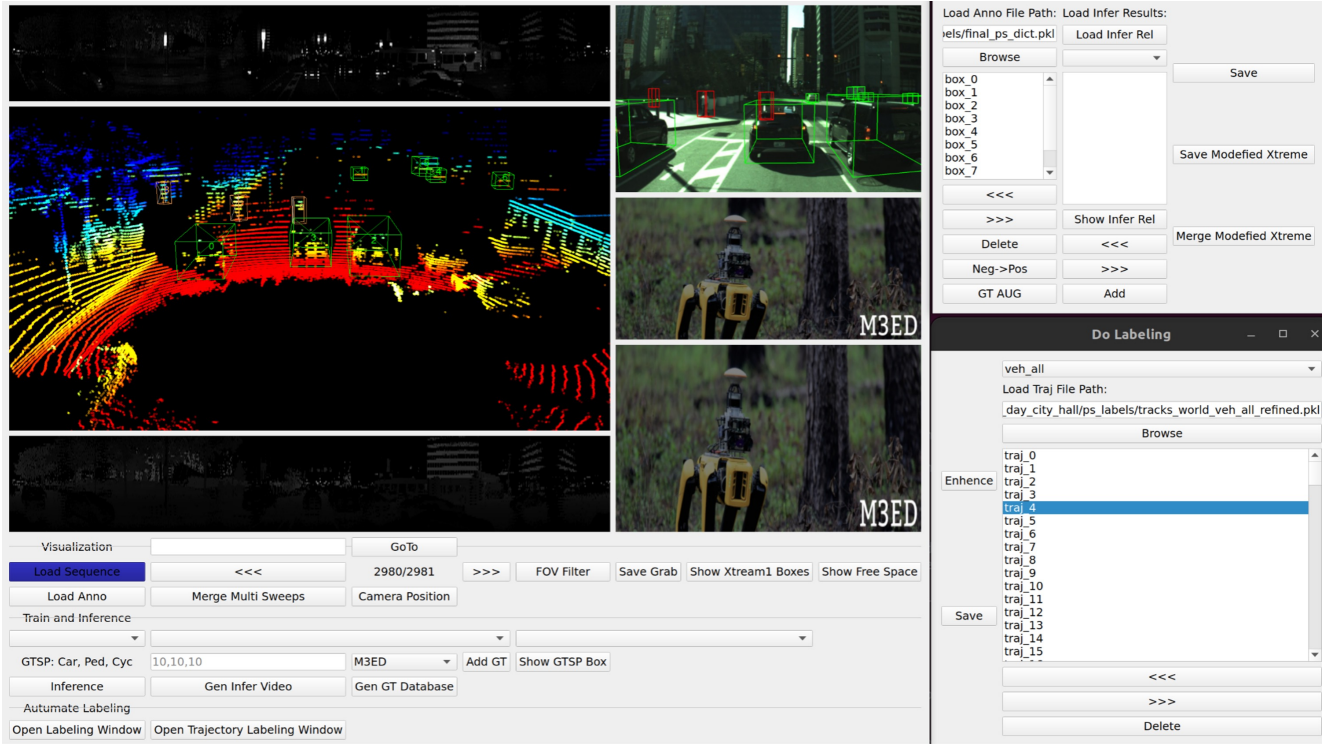 M3ED
M3ED
Visualization
GoTo
Load Sequence <<< 2980/2981 >>> FOV Filter Save Grab Show Xtream1 Boxes Show Free Space
Load Anno Merge Multi Sweeps Camera Position
Train and Inference
GTSP: Car, Ped, Cyc 10,10,10 M3ED Add GT Show GTSP Box
Inference Gen Infer Video Gen GT Database
Autumate Labeling
Open Labeling Window Open Trajectory Labeling Window
Load Anno File Path: Load Infer Results:
els/final_ps_dict.pkl Load Infer Rel
Browse
Save
box_0
box_1
box_2
box_3
box_4
box_5
box_6
box_7
Save Modefied Xtreme
<<<
>>> Show Infer Rel
Merge Modefied Xtreme
Delete <<<
Neg->Pos >>>
GT AUG Add
Do Labeling
veh_all
Load Traj File Path:
_day_city_hall/ps_labels/tracks_world_veh_all_refined.pkl
Browse
Enhence
traj_0
traj_1
traj_2
traj_3
traj_4
traj_5
traj_6
traj_7
traj_8
traj_9
traj_10
traj_11
traj_12
traj_13
traj_14
traj_15
Save
<<<
>>>
Delete